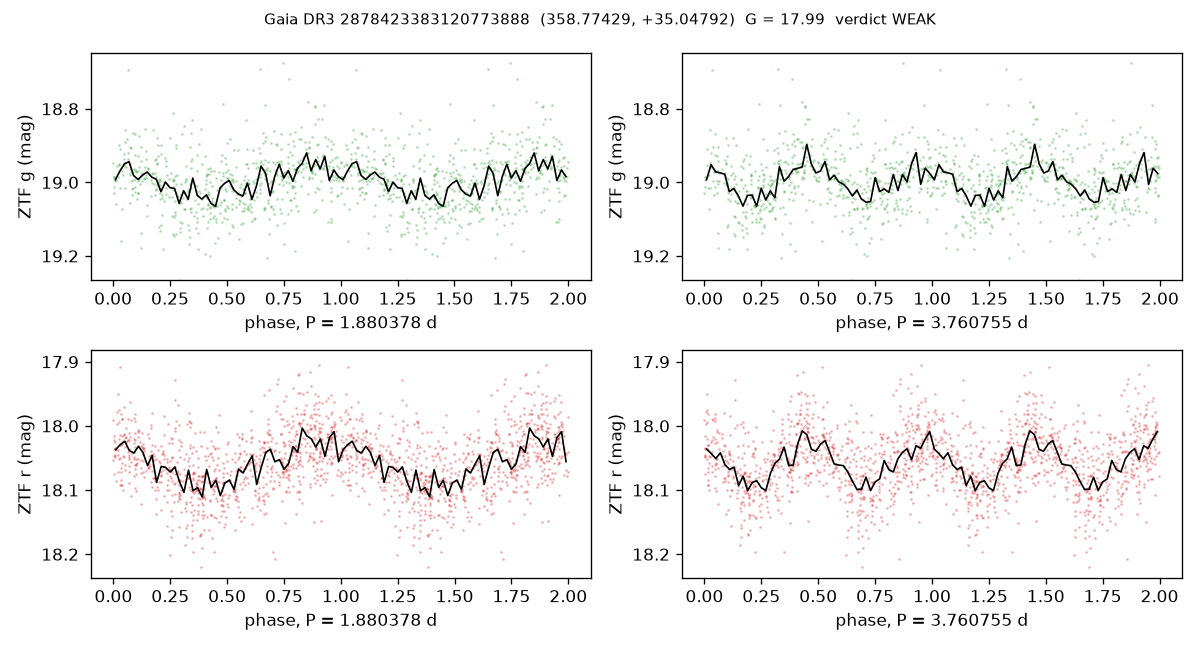 Gaia DR3 2878423383120773888 (358.77429, +35.04792) G = 17.99 verdict WEAK
ZTF g (mag)
18.8
19.0
19.2
0.00 0.25 0.50 0.75 1.00 1.25 1.50 1.75 2.00
phase, P = 1.880378 d
ZTF g (mag)
18.8
19.0
19.2
0.00 0.25 0.50 0.75 1.00 1.25 1.50 1.75 2.00
phase, P = 3.760755 d
ZTF r (mag)
17.9
18.0
18.1
18.2
0.00 0.25 0.50 0.75 1.00 1.25 1.50 1.75 2.00
phase, P = 1.880378 d
ZTF r (mag)
17.9
18.0
18.1
18.2
0.00 0.25 0.50 0.75 1.00 1.25 1.50 1.75 2.00
phase, P = 3.760755 d